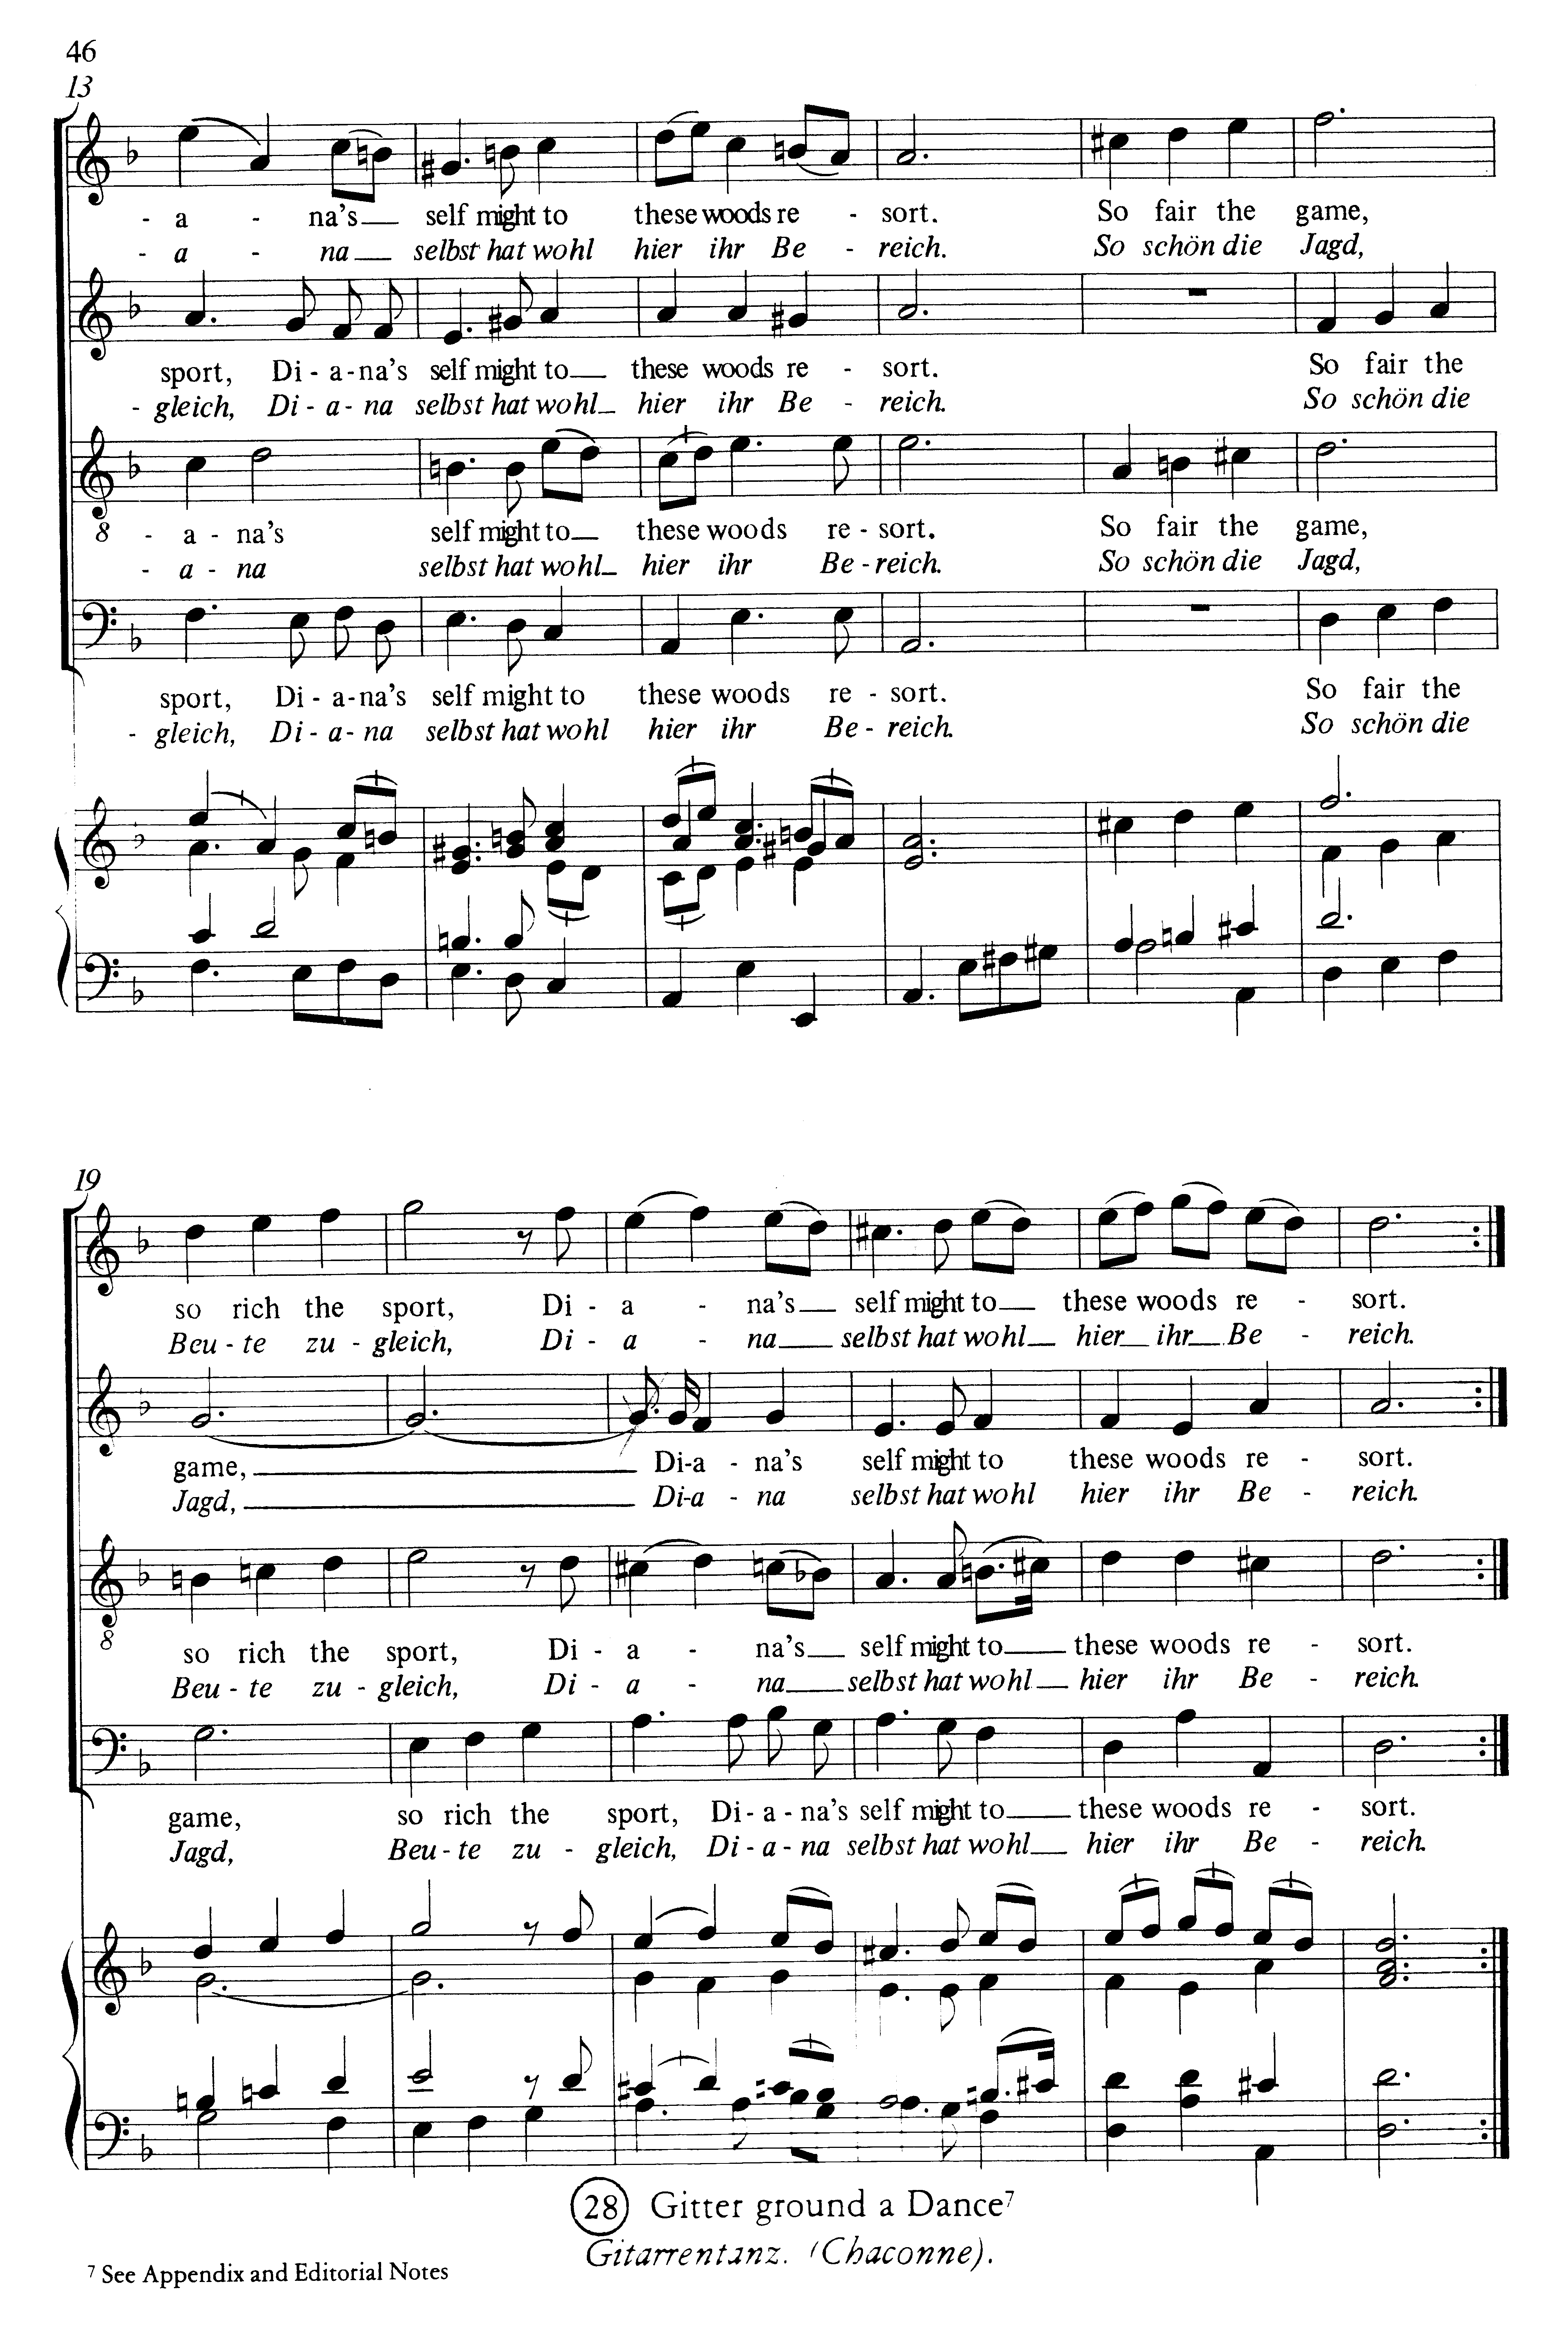 46
13
- a - na's self might to these woods re - sort. So fair the game,
- a - na selbst hat wohl hier ihr Be - reich. So schön die Jagd,
sport, Di - a - na's self might to these woods re - sort. So fair the
- gleich, Di - a - na selbst hat wohl hier ihr Be - reich. So schön die
8 - a - na's self might to these woods re - sort. So fair the game,
- a - na selbst hat wohl hier ihr Be - reich. So schön die Jagd,
sport, Di - a - na's self might to these woods re - sort. So fair the
- gleich, Di - a - na selbst hat wohl hier ihr Be - reich. So schön die
19
so rich the sport, Di - a - na's self might to these woods re - sort.
Beu - te zu - gleich, Di - a - na selbst hat wohl hier ihr Be - reich.
game, Di-a - na's self might to these woods re - sort.
Jagd, Di-a - na selbst hat wohl hier ihr Be - reich.
8
so rich the sport, Di - a - na's self might to these woods re - sort.
Beu - te zu - gleich, Di - a - na selbst hat wohl hier ihr Be - reich.
game, so rich the sport, Di - a - na's self might to these woods re - sort.
Jagd, Beu - te zu - gleich, Di - a - na selbst hat wohl hier ihr Be - reich.
28 Gitter ground a Dance⁷
Gitarrentanz. (Chaconne).
⁷ See Appendix and Editorial Notes